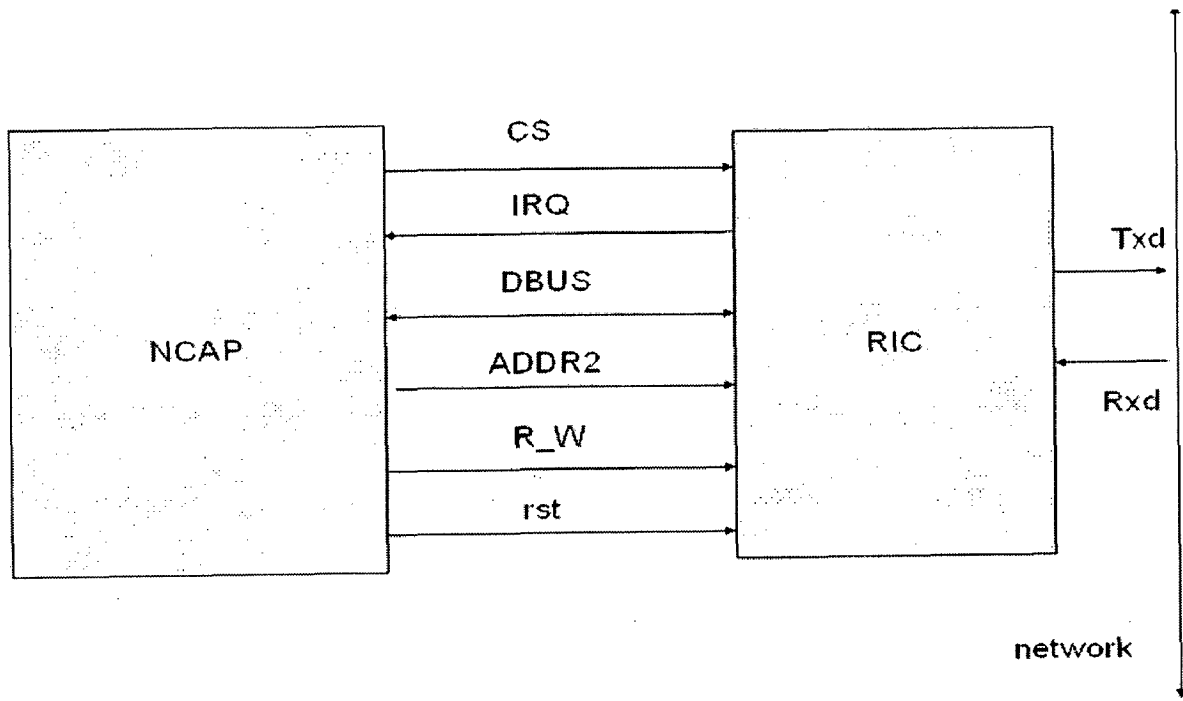 CS
IRQ
DBUS
ADDR2
R_W
rst
NCAP
RIC
Txd
Rxd
network